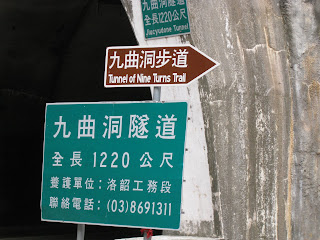 九曲洞隧道
全長1220公尺
Jiacyudone Tunnel
九曲洞步道
Tunnel of Nine Turns Trail
九曲洞隧道
全長 1220 公尺
養護單位：洛韶工務段
聯絡電話：(03)8691311